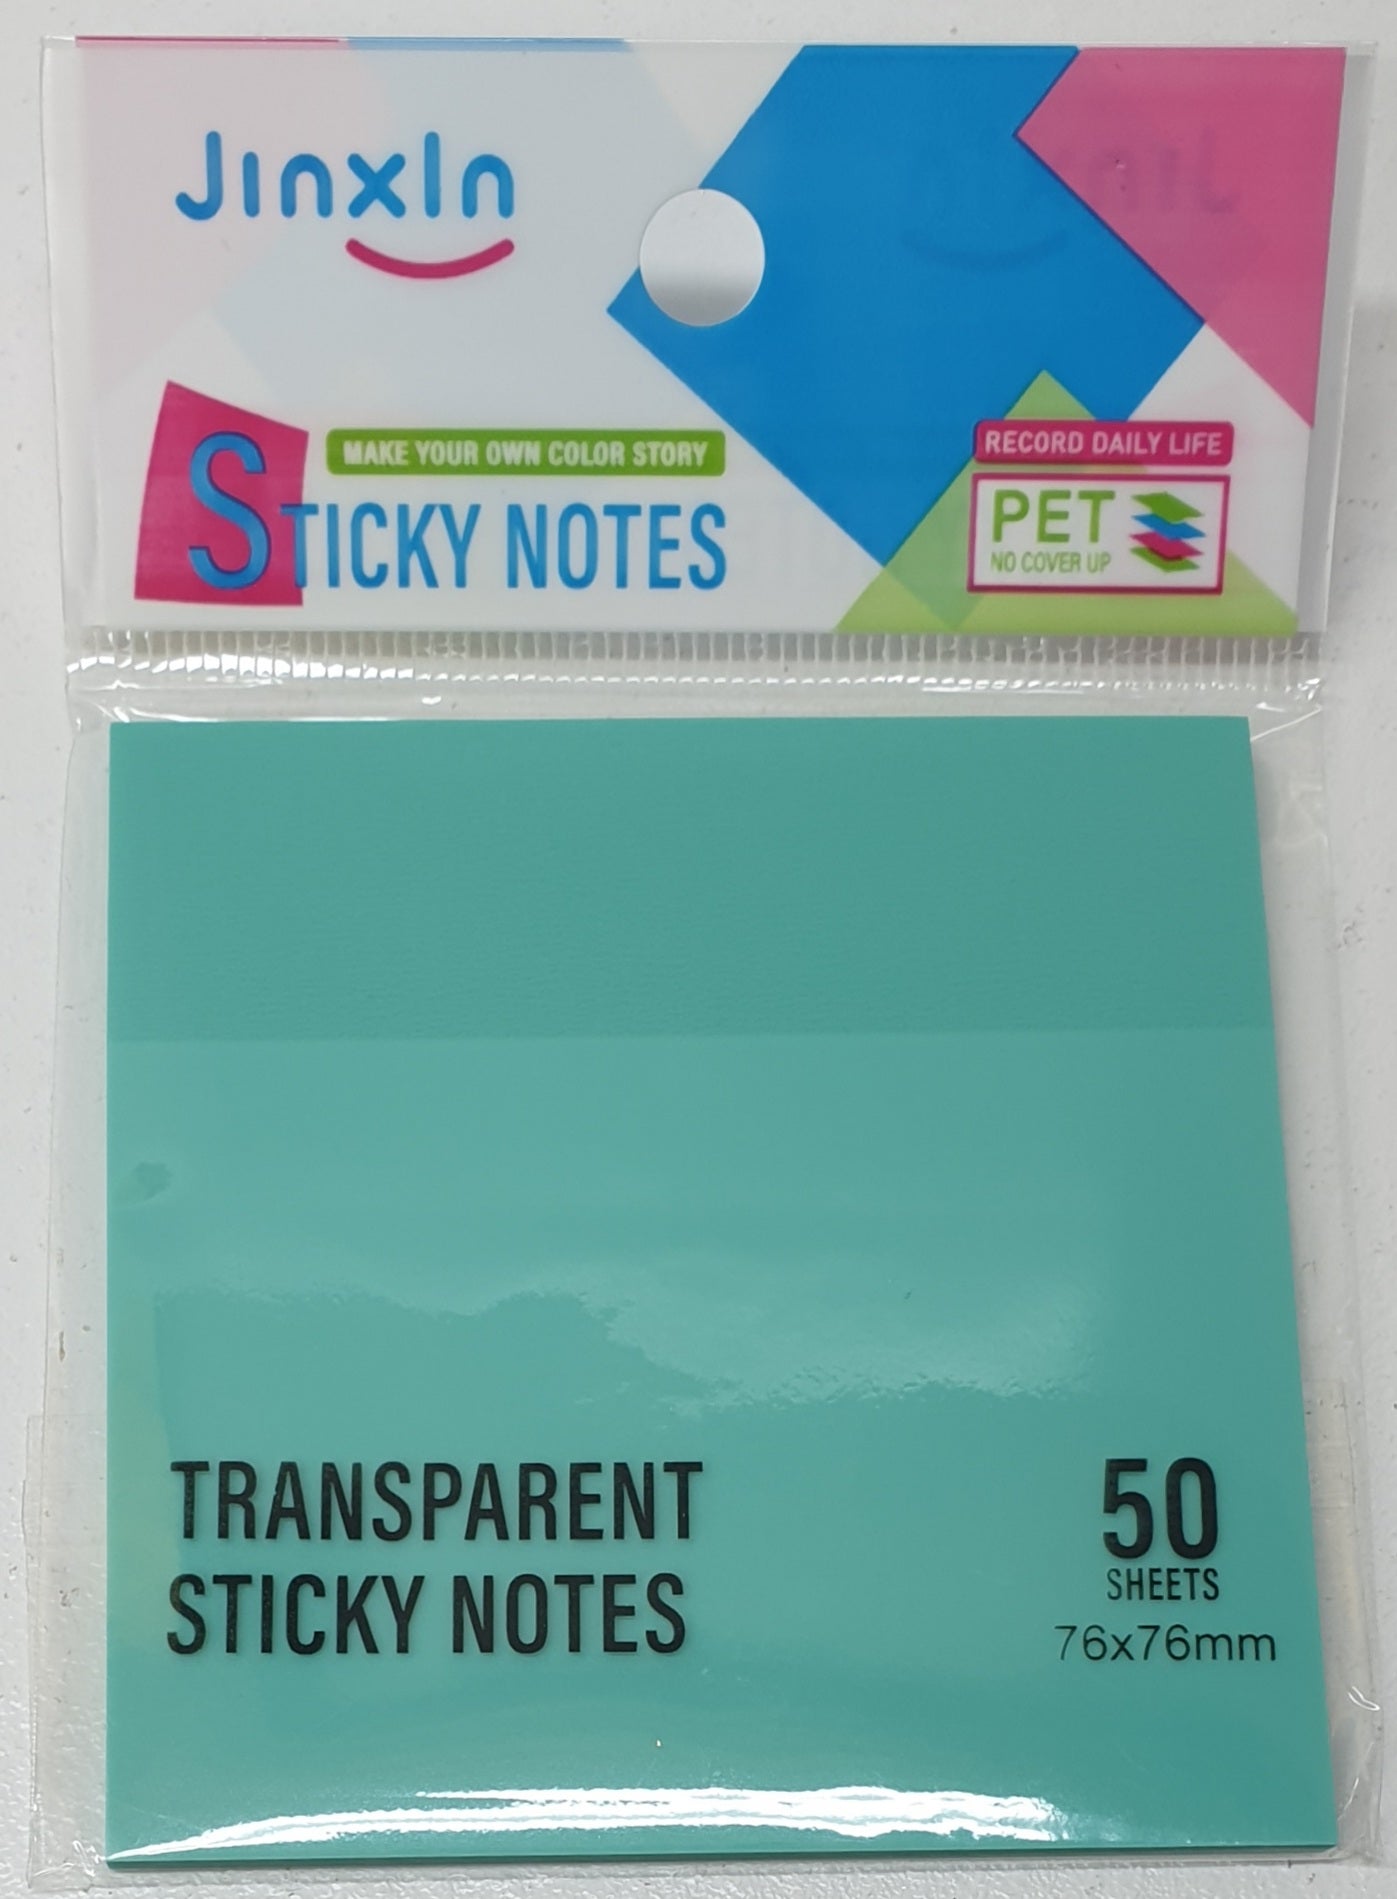 JinxIn
MAKE YOUR OWN COLOR STORY
STICKY NOTES
RECORD DAILY LIFE
PET
NO COVER UP
TRANSPARENT
STICKY NOTES
50
SHEETS
76x76mm